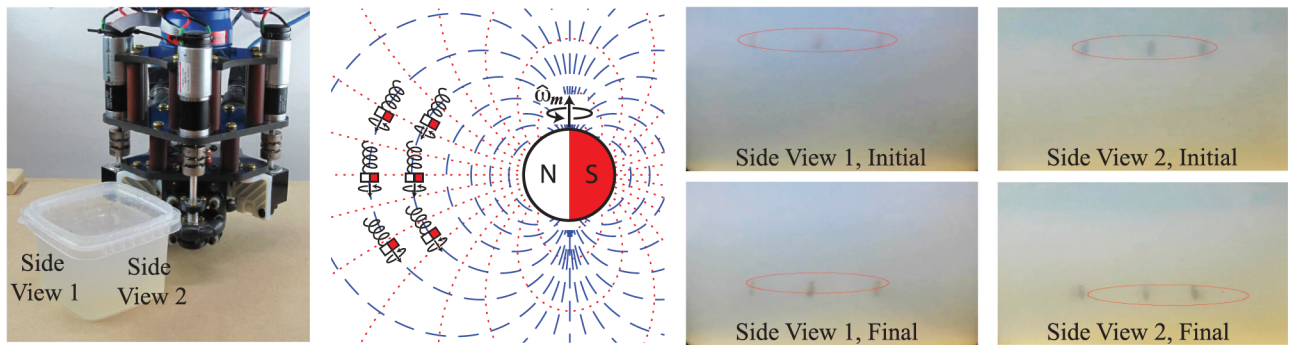 Side
View 1
Side
View 2
ω̂m
N S
Side View 1, Initial
Side View 2, Initial
Side View 1, Final
Side View 2, Final